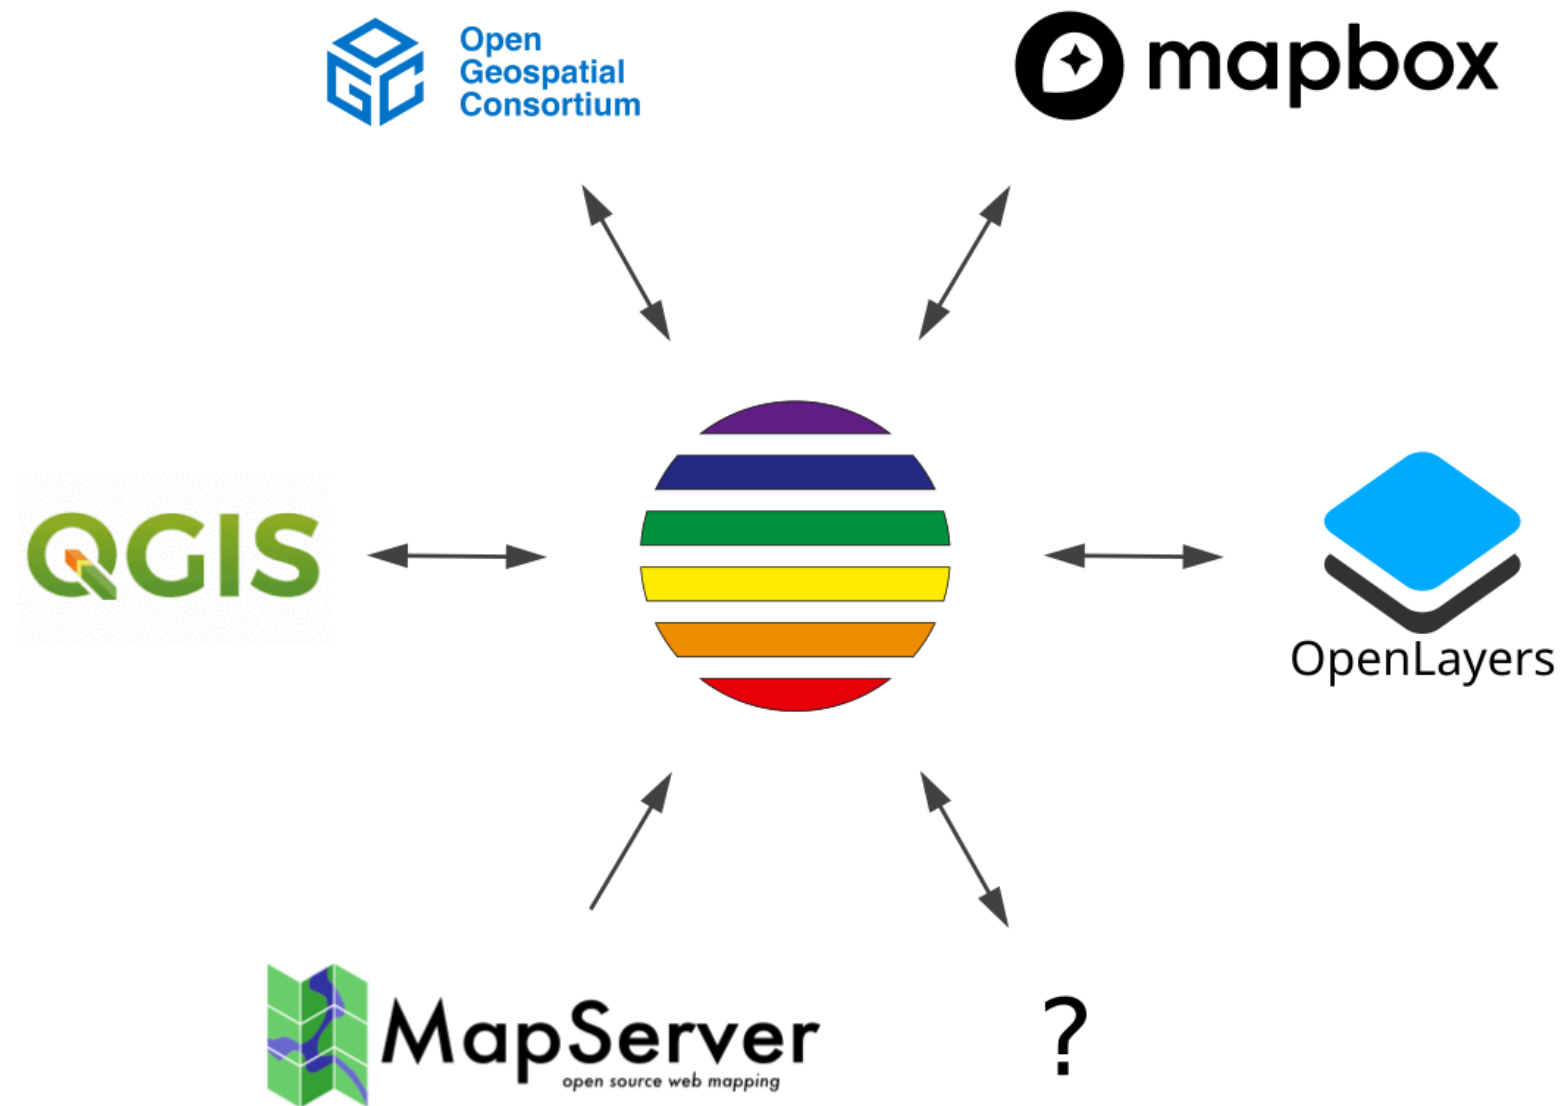 Open
Geospatial
Consortium
mapbox
QGIS
OpenLayers
MapServer
open source web mapping
?